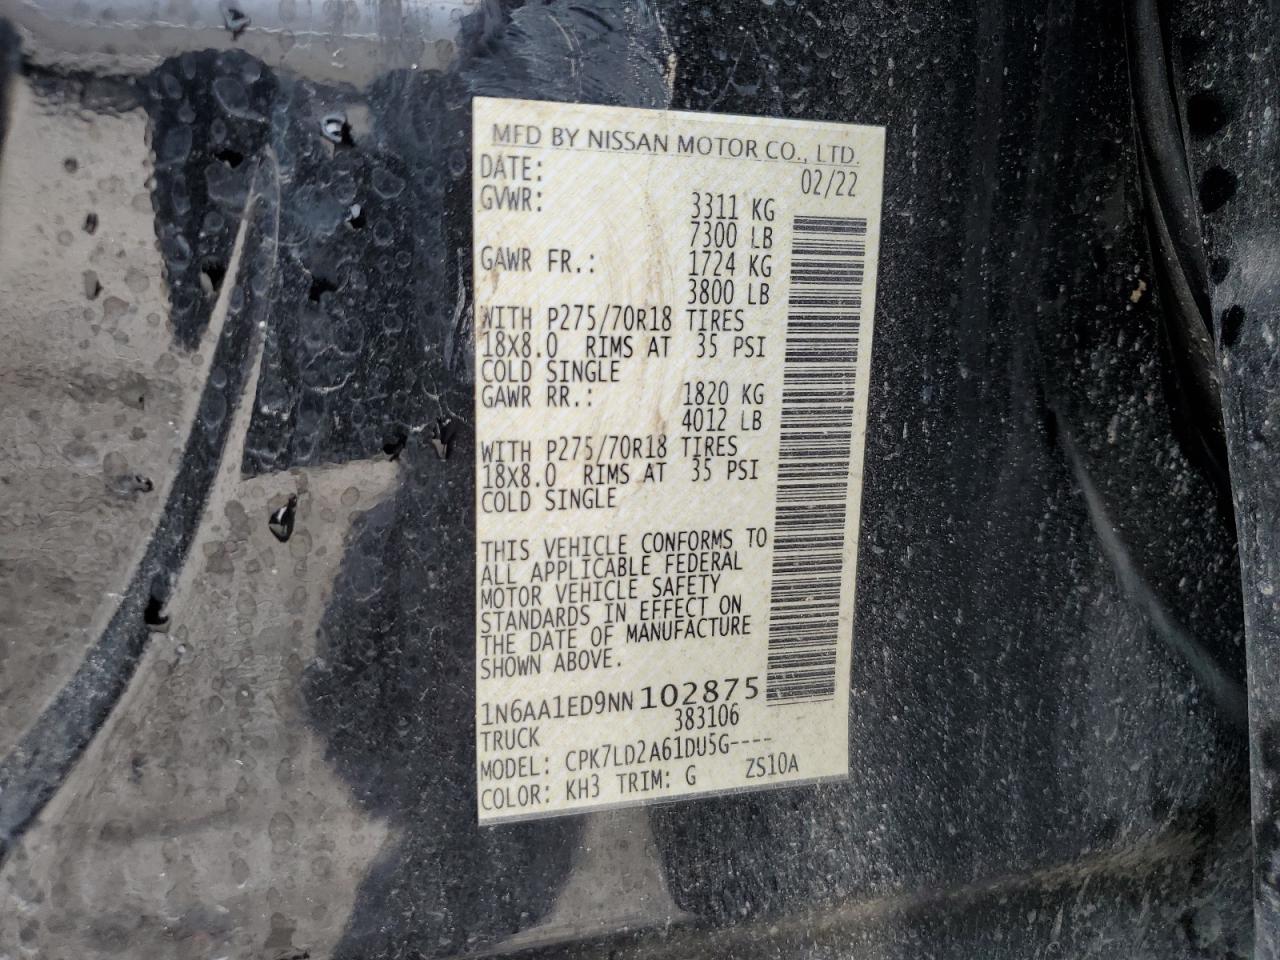 MFD BY NISSAN MOTOR CO., LTD.
DATE: 02/22
GVWR: 3311 KG
7300 LB
GAWR FR.: 1724 KG
3800 LB
WITH P275/70R18 TIRES
18X8.0 RIMS AT 35 PSI
COLD SINGLE
GAWR RR.: 1820 KG
4012 LB
WITH P275/70R18 TIRES
18X8.0 RIMS AT 35 PSI
COLD SINGLE
THIS VEHICLE CONFORMS TO
ALL APPLICABLE FEDERAL
MOTOR VEHICLE SAFETY
STANDARDS IN EFFECT ON
THE DATE OF MANUFACTURE
SHOWN ABOVE.
1N6AA1ED9NN102875
TRUCK 383106
MODEL: CPK7LD2A61DU5G----
COLOR: KH3 TRIM: G ZS10A